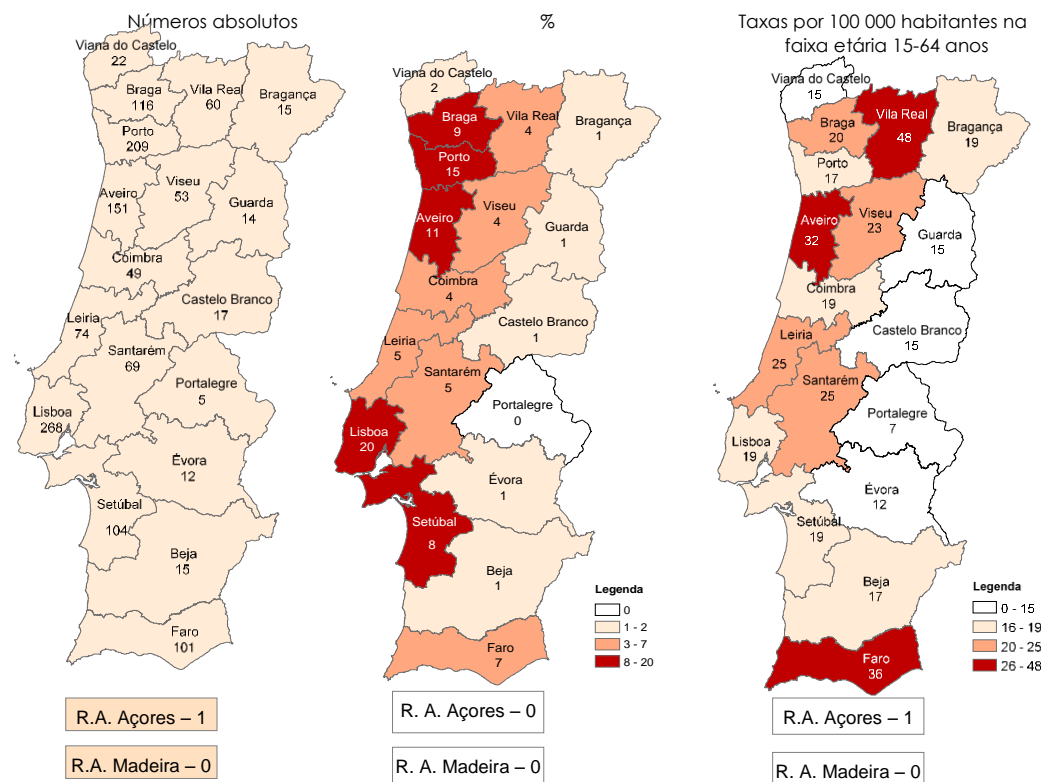 Números absolutos
Viana do Castelo
22
Braga
116
Vila Real
60
Bragança
15
Porto
209
Aveiro
151
Viseu
53
Guarda
14
Coimbra
49
Castelo Branco
17
Leiria
74
Santarém
69
Portalegre
5
Lisboa
268
Évora
12
Setúbal
104
Beja
15
Faro
101
R.A. Açores – 1
R.A. Madeira – 0
%
Viana do Castelo
2
Braga
9
Vila Real
4
Bragança
1
Porto
15
Aveiro
11
Viseu
4
Guarda
1
Coimbra
4
Castelo Branco
1
Leiria
5
Santarém
5
Portalegre
0
Lisboa
20
Évora
1
Setúbal
8
Beja
1
Faro
7
Legenda
0
1 - 2
3 - 7
8 - 20
R. A. Açores – 0
R. A. Madeira – 0
Taxas por 100 000 habitantes na
faixa etária 15-64 anos
Viana do Castelo
15
Braga
20
Vila Real
48
Bragança
19
Porto
17
Aveiro
32
Viseu
23
Guarda
15
Coimbra
19
Castelo Branco
15
Leiria
25
Santarém
25
Portalegre
7
Lisboa
19
Évora
12
Setúbal
19
Beja
17
Faro
36
Legenda
0 - 15
16 - 19
20 - 25
26 - 48
R.A. Açores – 1
R. A. Madeira – 0